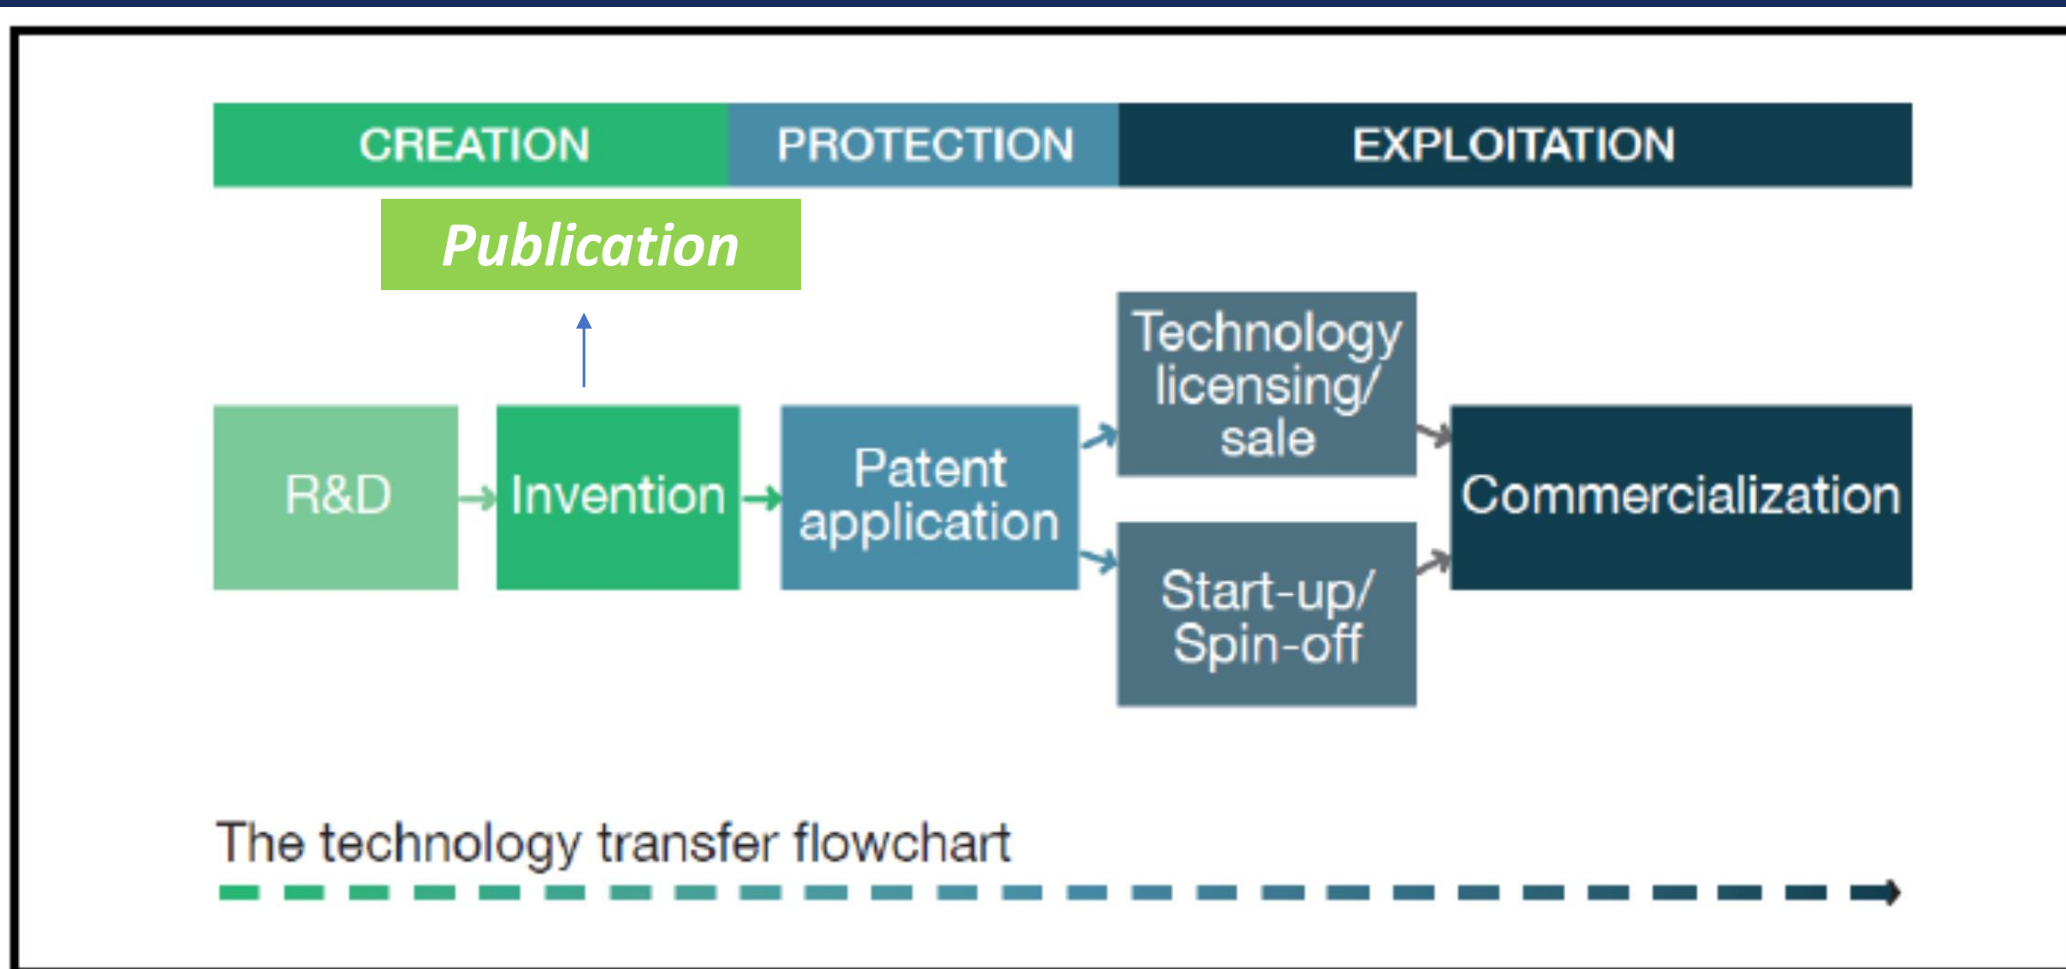 CREATION
PROTECTION
EXPLOITATION
Publication
R&D
Invention
Patent
application
Technology
licensing/
sale
Start-up/
Spin-off
Commercialization
The technology transfer flowchart